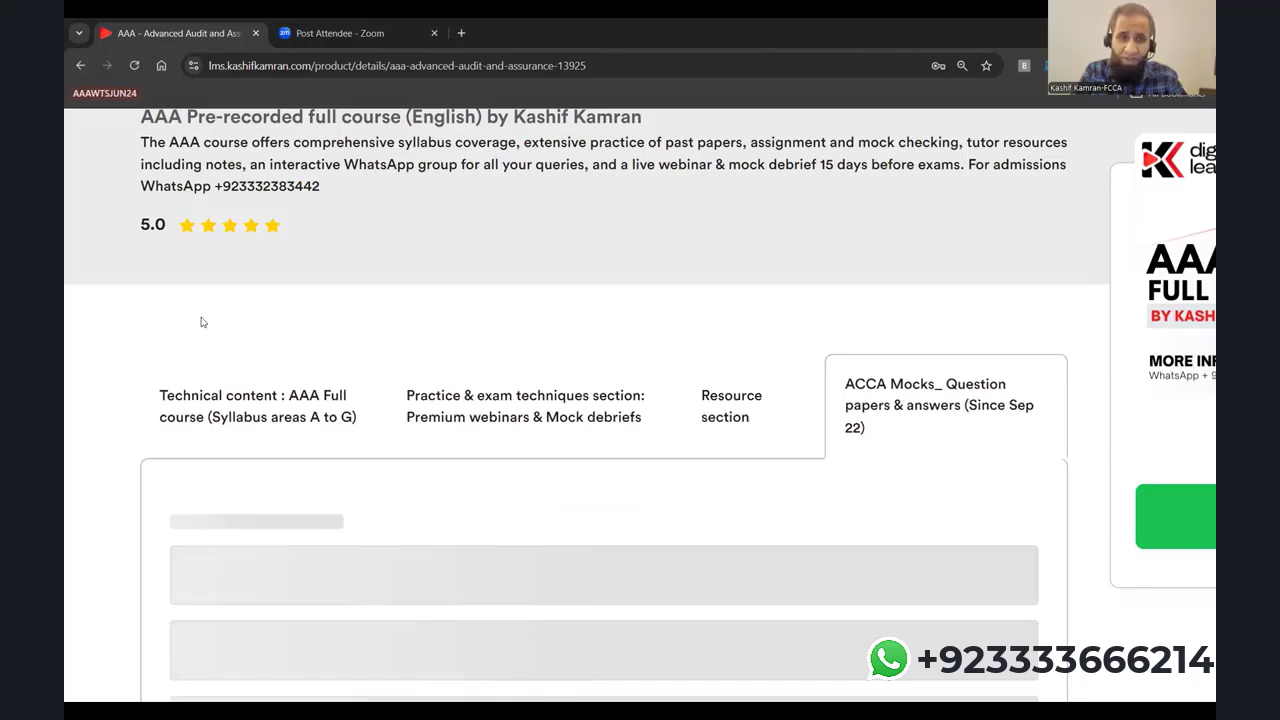 AAA - Advanced Audit and Ass
Post Attendee - Zoom
lms.kashifkamran.com/product/details/aaa-advanced-audit-and-assurance-13925
AAAWTSJUN24
Kashif Kamran-FCCA
AAA Pre-recorded full course (English) by Kashif Kamran
The AAA course offers comprehensive syllabus coverage, extensive practice of past papers, assignment and mock checking, tutor resources
including notes, an interactive WhatsApp group for all your queries, and a live webinar & mock debrief 15 days before exams. For admissions
WhatsApp +923332383442
5.0
K dig
lea
AAA
FULL
BY KASH
MORE INF
WhatsApp + 9
Technical content : AAA Full
course (Syllabus areas A to G)
Practice & exam techniques section:
Premium webinars & Mock debriefs
Resource
section
ACCA Mocks_ Question
papers & answers (Since Sep
22)
+923333666214